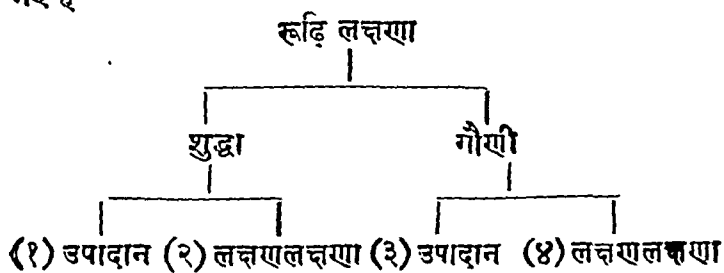 रूढ़ि लक्षणा
शुद्धा गौणी
(१) उपादान (२) लक्षणलक्षणा (३) उपादान (४) लक्षणलक्षणा